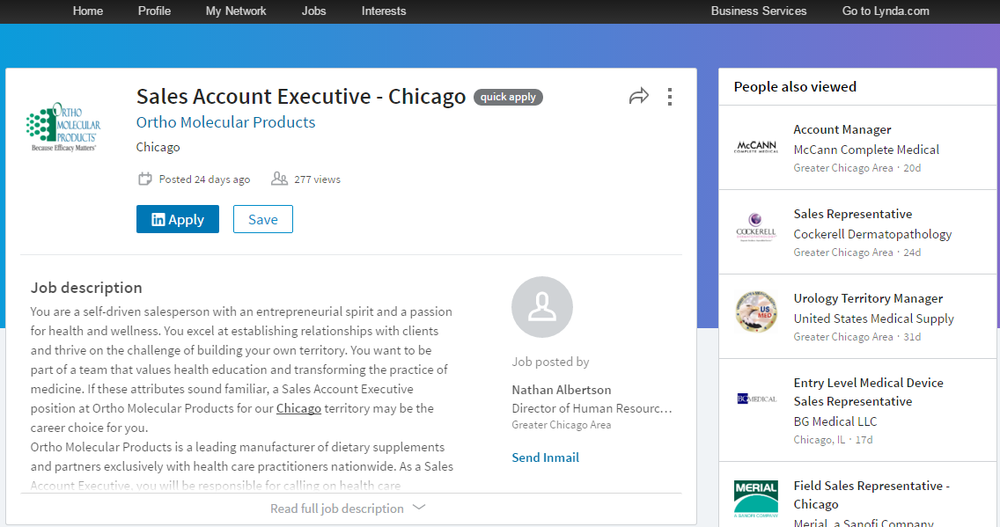 Home Profile My Network Jobs Interests Business Services Go to Lynda.com
Sales Account Executive - Chicago quick apply
Ortho Molecular Products
Chicago
Posted 24 days ago 277 views
in Apply Save
ORTHO
MOLECULAR
PRODUCTS
Because Efficacy Matters
Job description
You are a self-driven salesperson with an entrepreneurial spirit and a passion
for health and wellness. You excel at establishing relationships with clients
and thrive on the challenge of building your own territory. You want to be
part of a team that values health education and transforming the practice of
medicine. If these attributes sound familiar, a Sales Account Executive
position at Ortho Molecular Products for our Chicago territory may be the
career choice for you.
Ortho Molecular Products is a leading manufacturer of dietary supplements
and partners exclusively with health care practitioners nationwide. As a Sales
Account Executive, you will be responsible for calling on health care
Read full job description
Job posted by
Nathan Albertson
Director of Human Resourc...
Greater Chicago Area
Send Inmail
People also viewed
McCANN
COMPLETE MEDICAL
Account Manager
McCann Complete Medical
Greater Chicago Area · 20d
COCKERELL
Sales Representative
Cockerell Dermatopathology
Greater Chicago Area · 24d
US
MED
Urology Territory Manager
United States Medical Supply
Greater Chicago Area · 31d
BG MEDICAL
Entry Level Medical Device
Sales Representative
BG Medical LLC
Chicago, IL · 17d
MERIAL
A SANOFI COMPANY
Field Sales Representative -
Chicago
Merial, a Sanofi Company